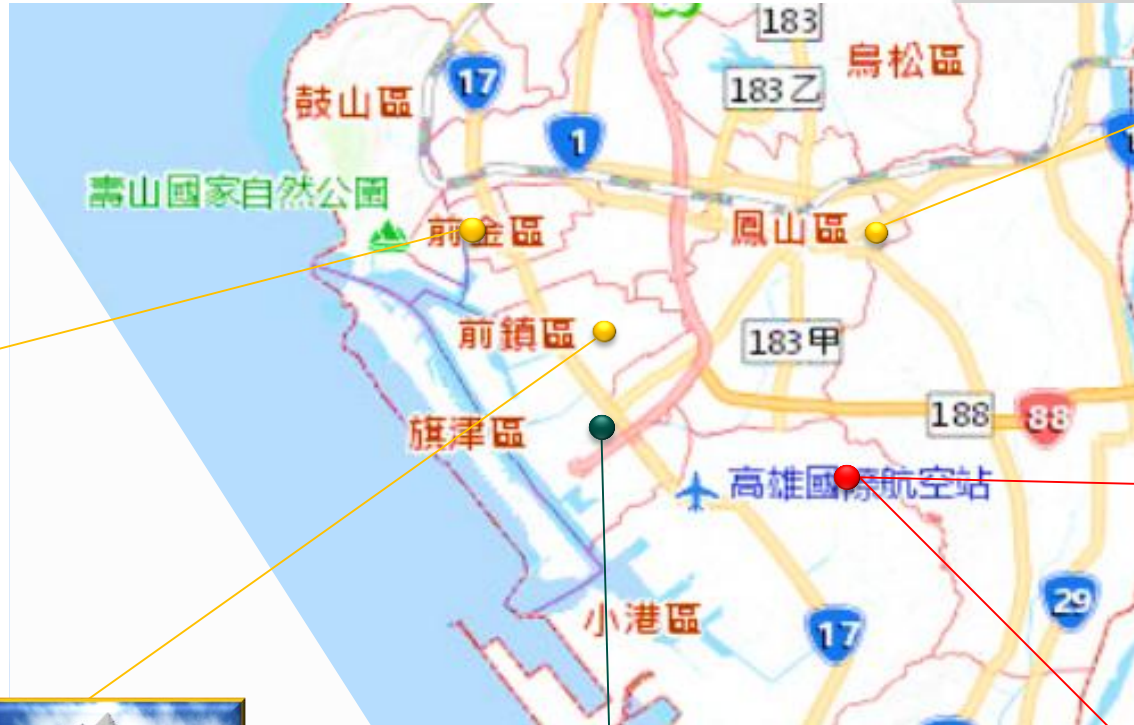 183
鳥松區
17
183乙
鼓山區
1
壽山國家自然公園
前金區
鳳山區
前鎮區
183甲
188
88
旗津區
高雄國際航空站
29
小港區
17